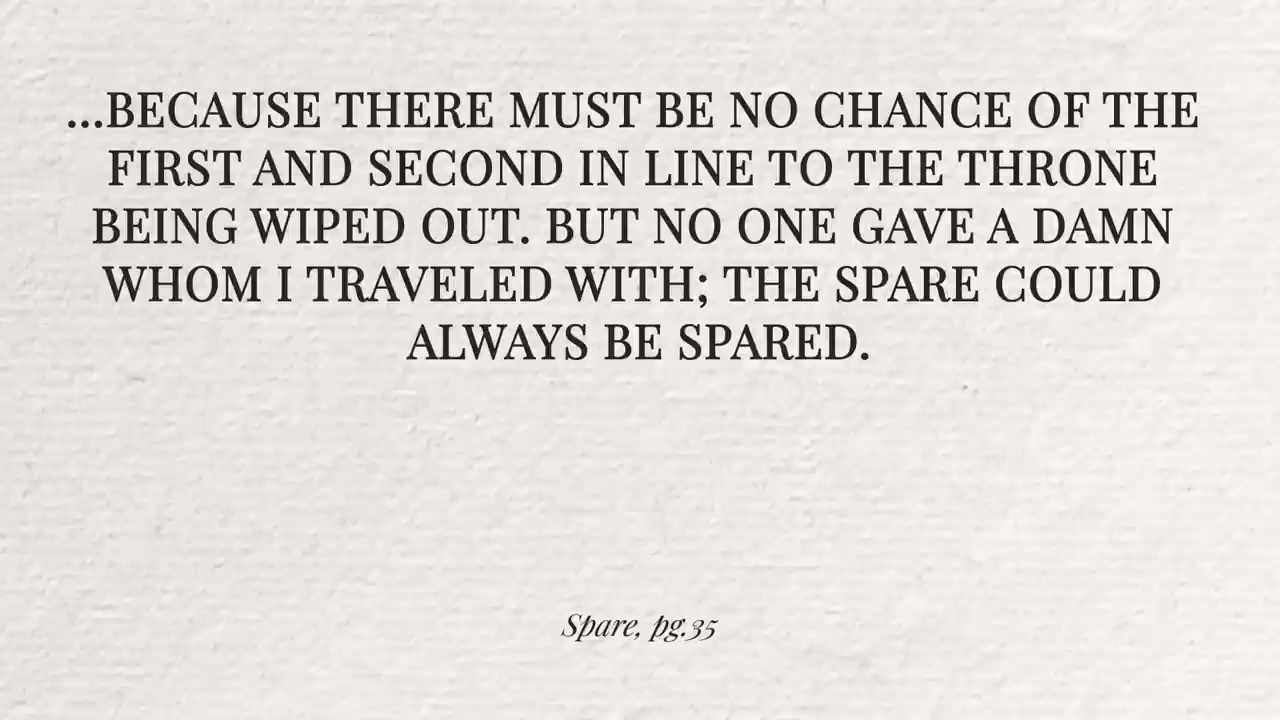 ...BECAUSE THERE MUST BE NO CHANCE OF THE
FIRST AND SECOND IN LINE TO THE THRONE
BEING WIPED OUT. BUT NO ONE GAVE A DAMN
WHOM I TRAVELED WITH; THE SPARE COULD
ALWAYS BE SPARED.
Spare, pg.35